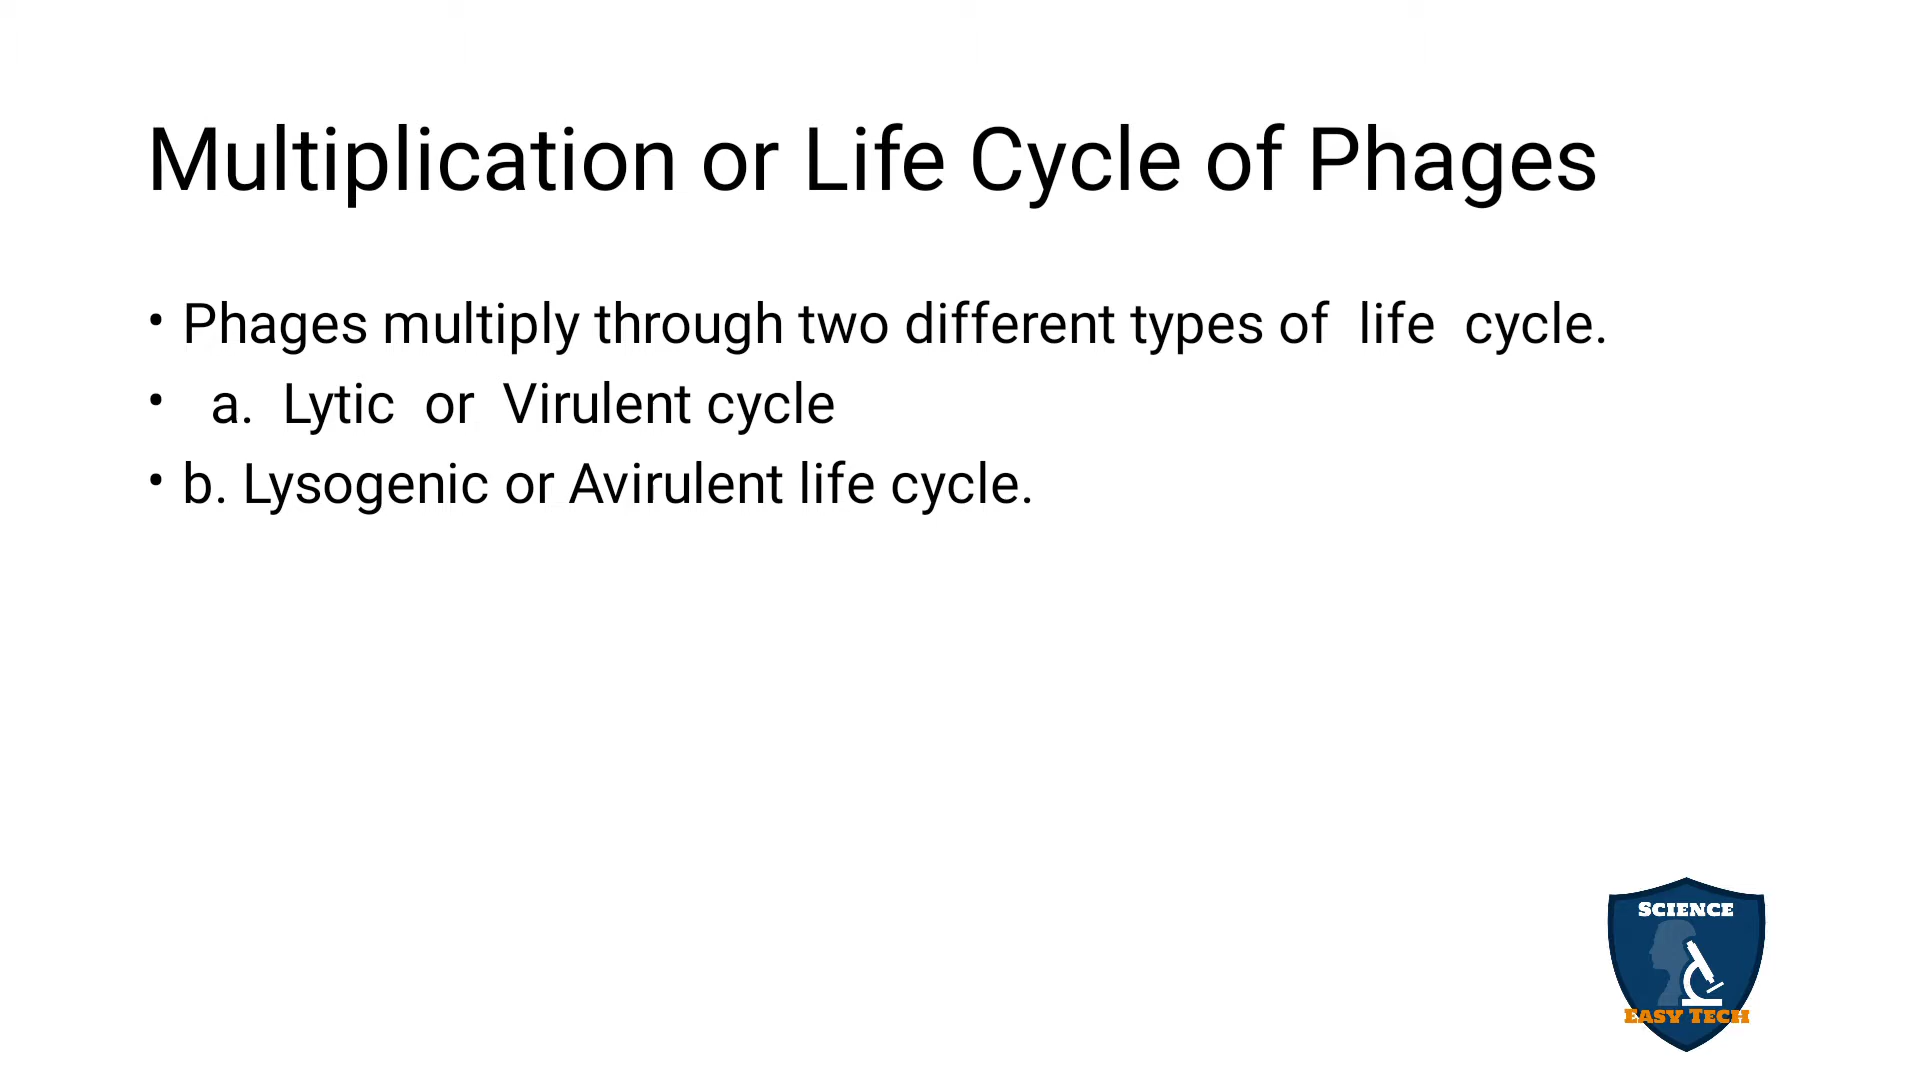 Multiplication or Life Cycle of Phages
• Phages multiply through two different types of life cycle.
• a. Lytic or Virulent cycle
• b. Lysogenic or Avirulent life cycle.
SCIENCE
EASY TECH